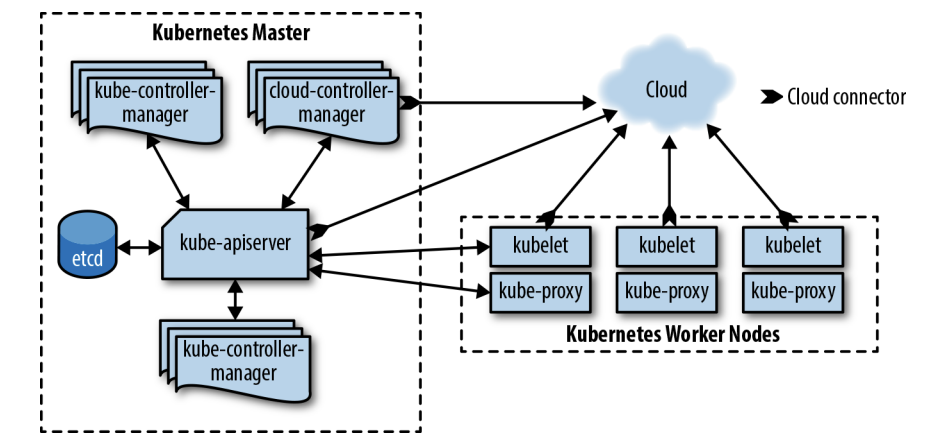 Kubernetes Master
kube-controller-
manager
cloud-controller-
manager
Cloud
Cloud connector
etcd
kube-apiserver
kubelet
kubelet
kubelet
kube-proxy
kube-proxy
kube-proxy
Kubernetes Worker Nodes
kube-controller-
manager